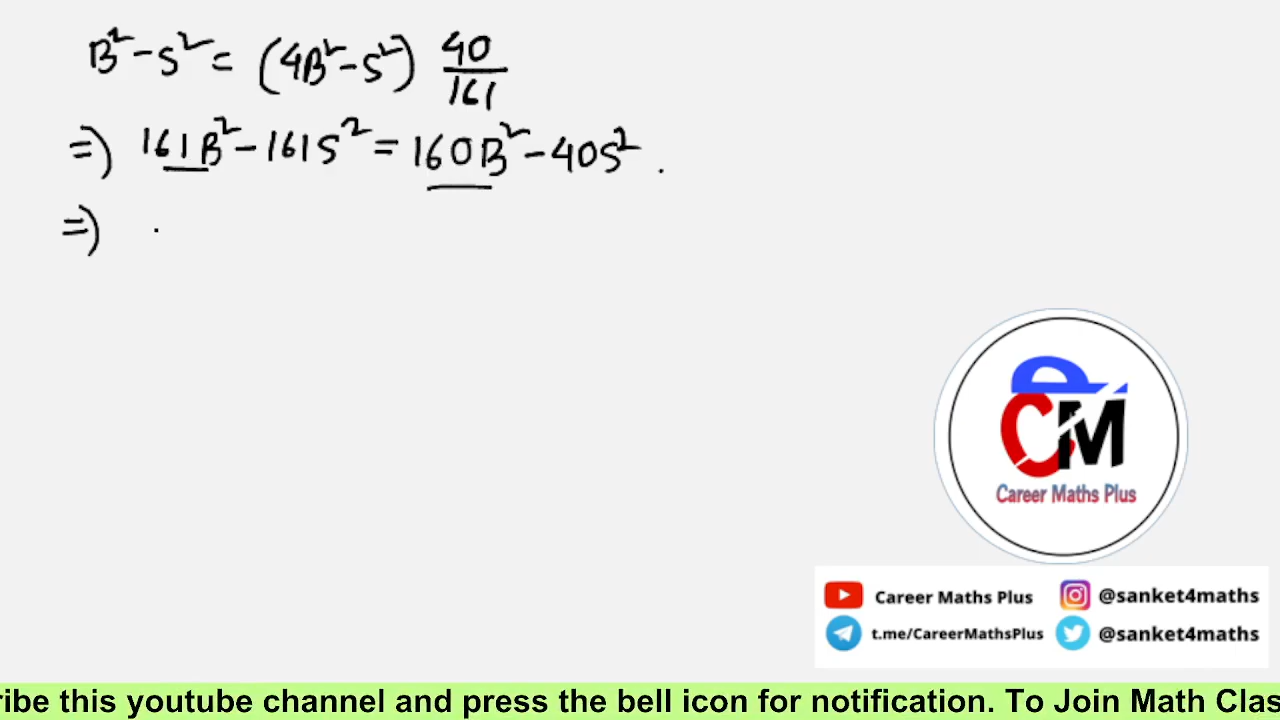 B² - S² = (4B² - S²) 40/161
=) 161B² - 161S² = 160B² - 40S² .
=) .
CM
Career Maths Plus
Career Maths Plus @sanket4maths
t.me/CareerMathsPlus @sanket4maths
ribe this youtube channel and press the bell icon for notification. To Join Math Clas